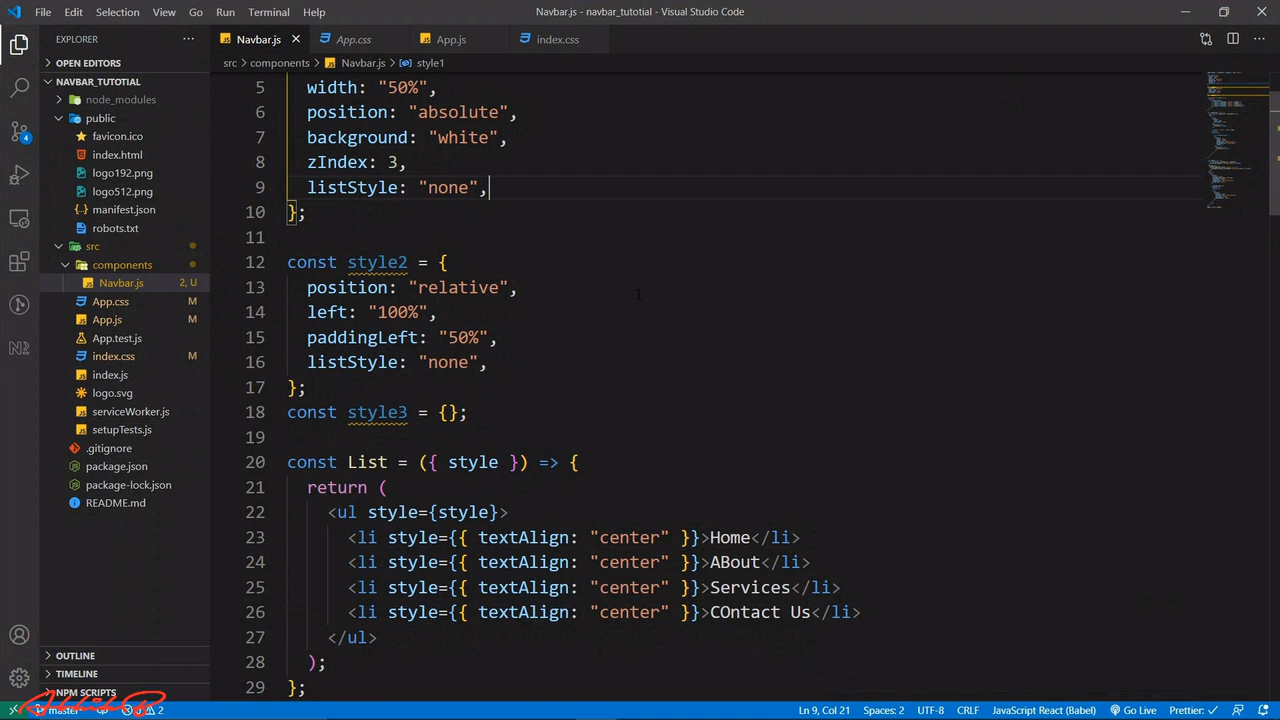 File Edit Selection View Go Run Terminal Help
Navbar.js - navbar_tutotial - Visual Studio Code
EXPLORER
OPEN EDITORS
NAVBAR_TUTORIAL
node_modules
public
favicon.ico
index.html
logo192.png
logo512.png
manifest.json
robots.txt
src
components
Navbar.js 2, U
App.css M
App.js M
App.test.js
index.css M
index.js
logo.svg
serviceWorker.js
setupTests.js
.gitignore
package.json
package-lock.json
README.md
OUTLINE
TIMELINE
NPM SCRIPTS
Navbar.js App.css App.js index.css
src > components > Navbar.js > style1
5 width: "50%",
6 position: "absolute",
7 background: "white",
8 zIndex: 3,
9 listStyle: "none",
10 };
11
12 const style2 = {
13 position: "relative",
14 left: "100%",
15 paddingLeft: "50%",
16 listStyle: "none",
17 };
18 const style3 = {};
19
20 const List = ({ style }) => {
21 return (
22 <ul style={style}>
23 <li style={{ textAlign: "center" }}>Home</li>
24 <li style={{ textAlign: "center" }}>ABout</li>
25 <li style={{ textAlign: "center" }}>Services</li>
26 <li style={{ textAlign: "center" }}>COntact Us</li>
27 </ul>
28 );
29 };
4
master 2
Ln 9, Col 21 Spaces: 2 UTF-8 CRLF JavaScript React (Babel) Go Live Prettier: ✓